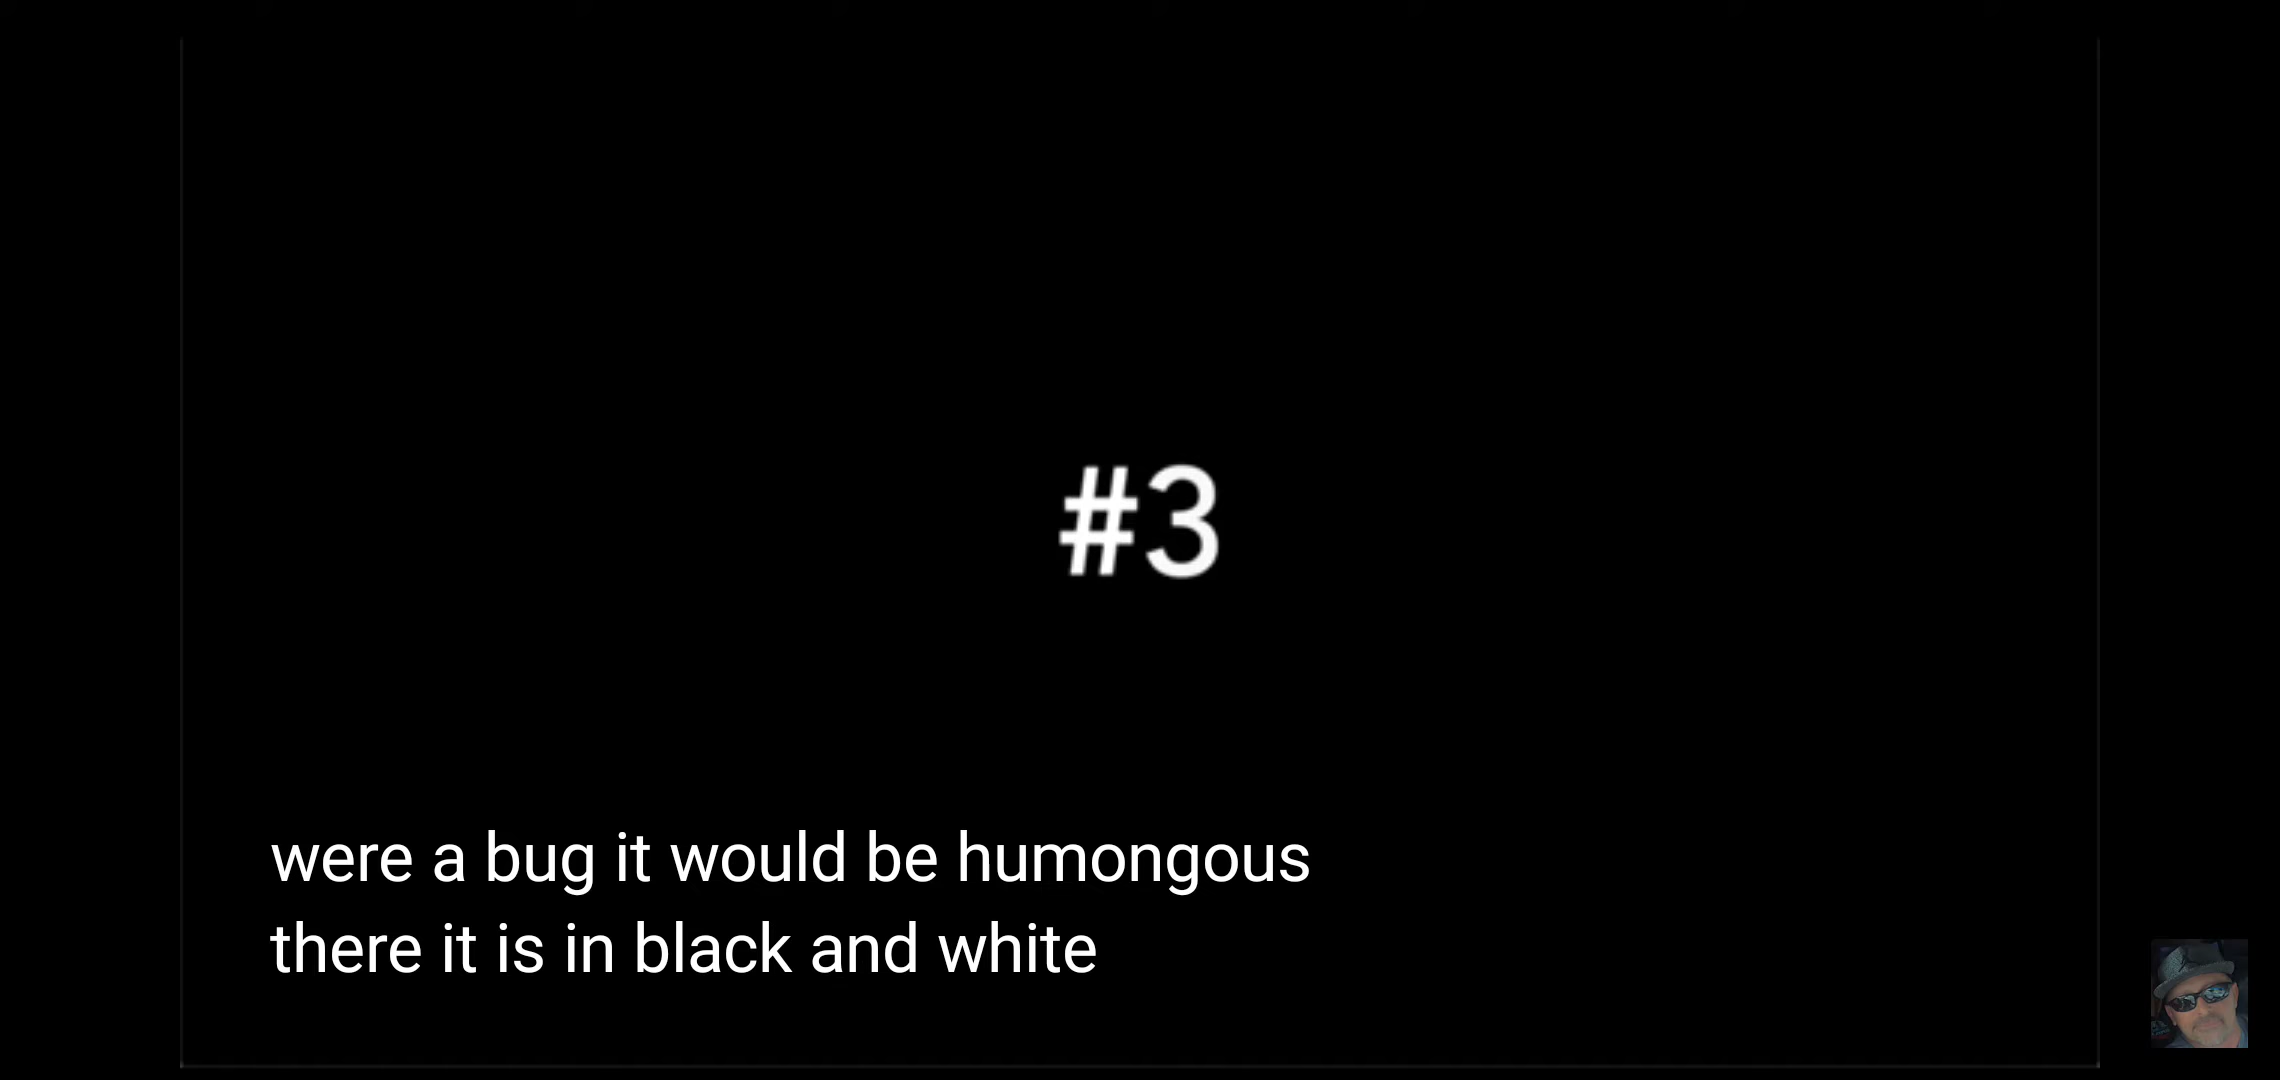 #3
were a bug it would be humongous
there it is in black and white